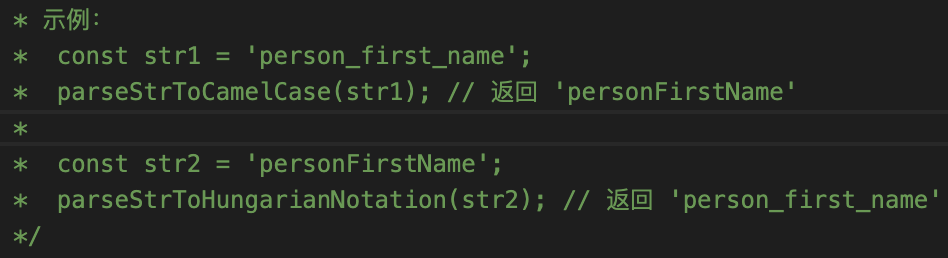 * 示例：
*  const str1 = 'person_first_name';
*  parseStrToCamelCase(str1); // 返回 'personFirstName'
*
*  const str2 = 'personFirstName';
*  parseStrToHungarianNotation(str2); // 返回 'person_first_name'
*/